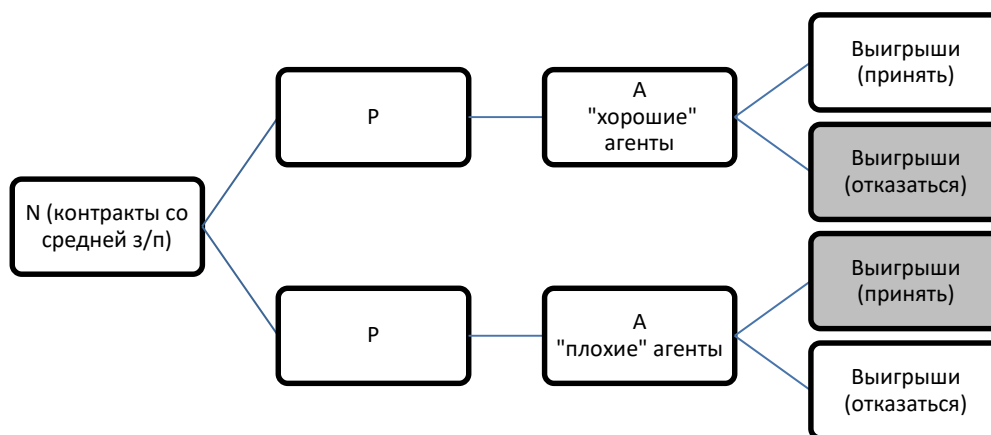 N (контракты со
средней з/п)
P
A
"хорошие"
агенты
Выигрыши
(принять)
Выигрыши
(отказаться)
P
A
"плохие" агенты
Выигрыши
(принять)
Выигрыши
(отказаться)